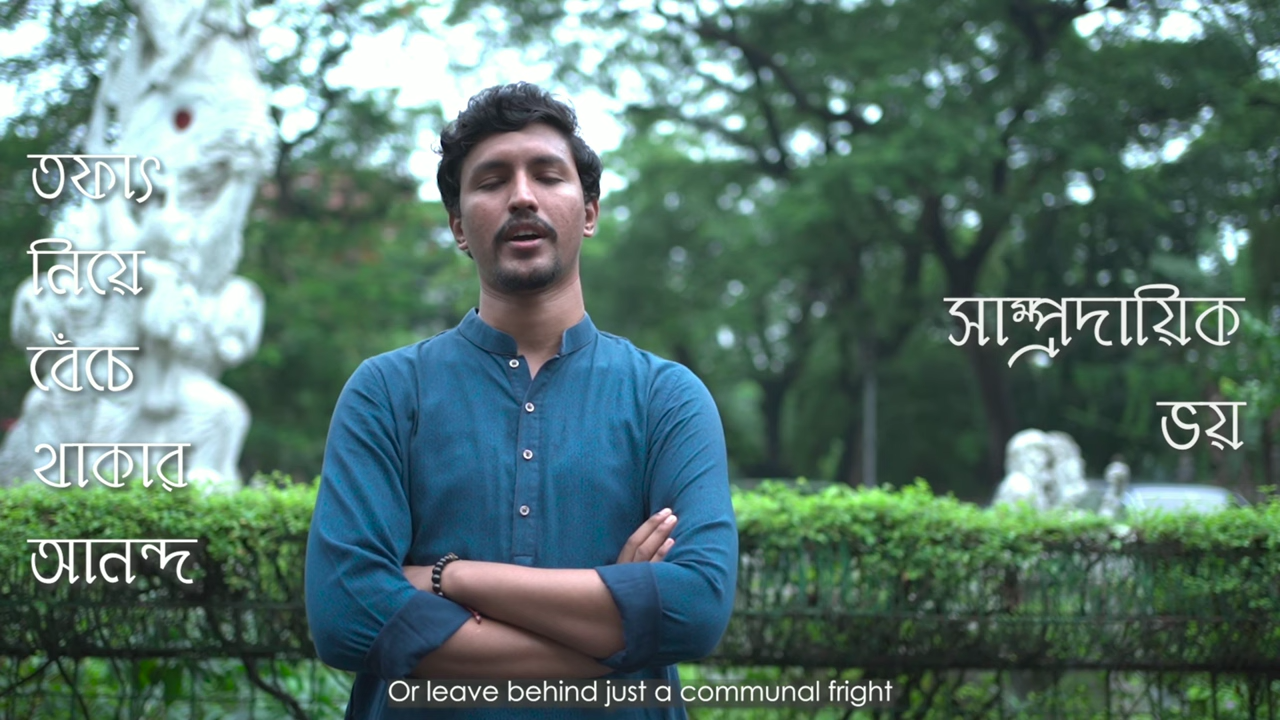 তফাৎ
নিয়ে
বেঁচে
থাকার
আনন্দ
সাম্প্রদায়িক
ভয়
Or leave behind just a communal fright